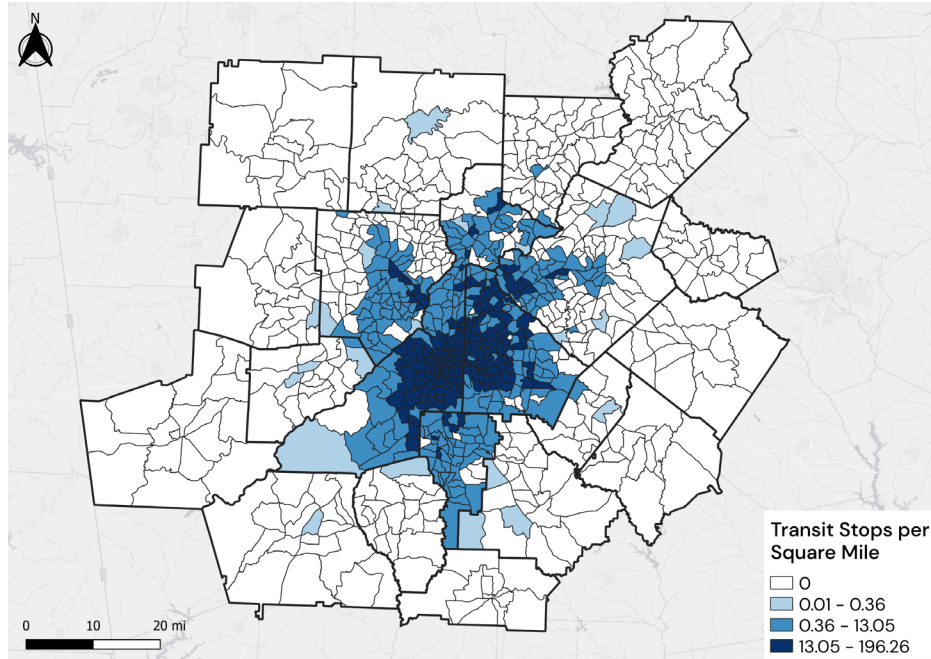 N
Transit Stops per
Square Mile
0
0.01 - 0.36
0.36 - 13.05
13.05 - 196.26
0 10 20 mi